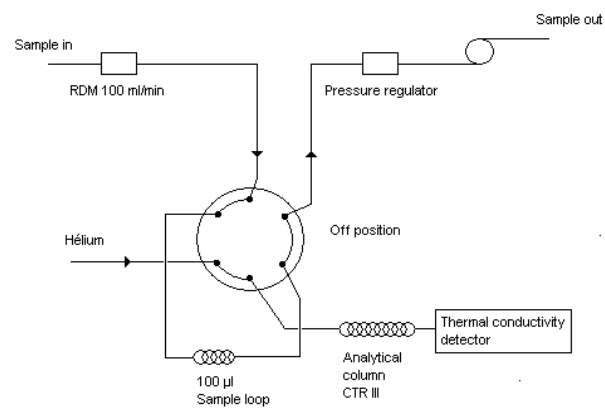 Sample out
Sample in
RDM 100 ml/min
Pressure regulator
Off position
Hélium
Thermal conductivity
detector
Analytical
column
CTR III
100 µl
Sample loop